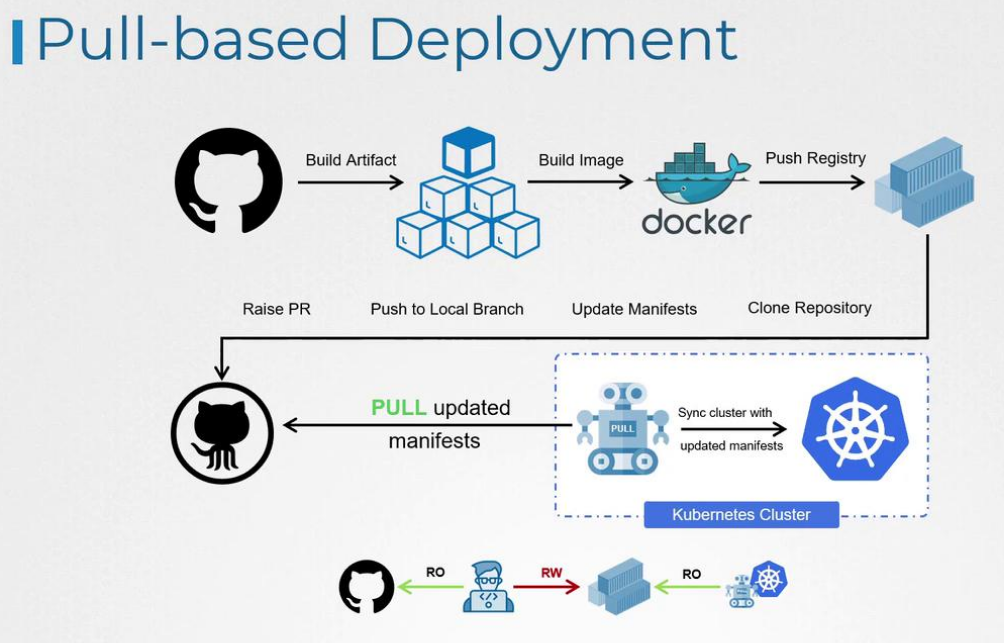 Pull-based Deployment
Build Artifact
Build Image
Push Registry
docker
Raise PR
Push to Local Branch
Update Manifests
Clone Repository
PULL updated
manifests
PULL
Sync cluster with
updated manifests
Kubernetes Cluster
RO
RW
RO